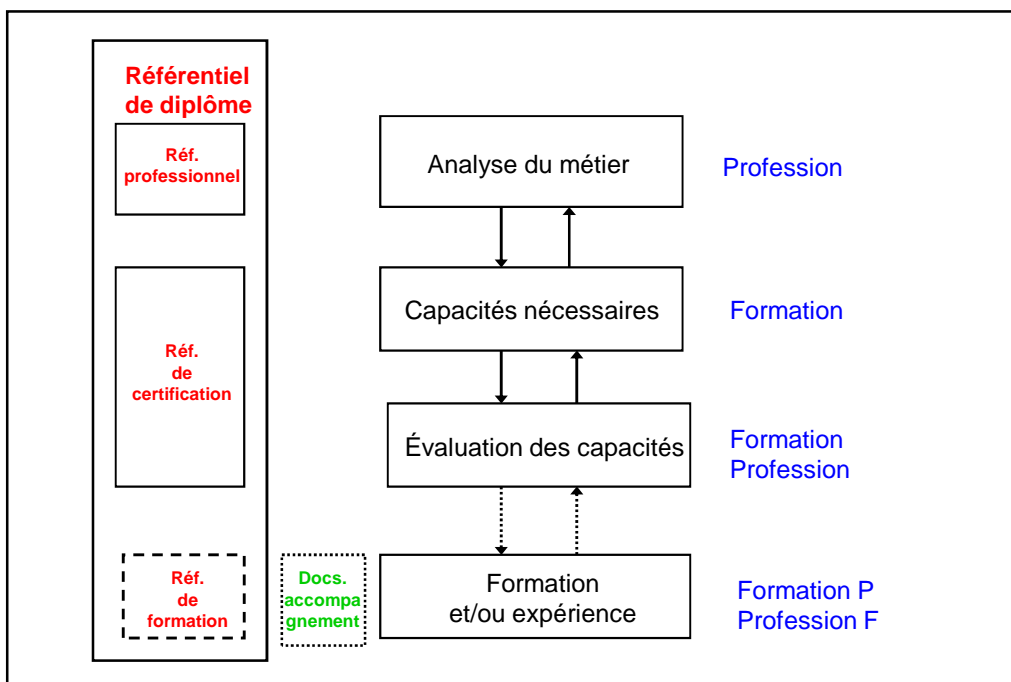 Référentiel
de diplôme
Réf.
professionnel
Analyse du métier
Profession
Capacités nécessaires
Formation
Réf.
de
certification
Évaluation des capacités
Formation
Profession
Réf.
de
formation
Docs.
accompa
gnement
Formation
et/ou expérience
Formation P
Profession F